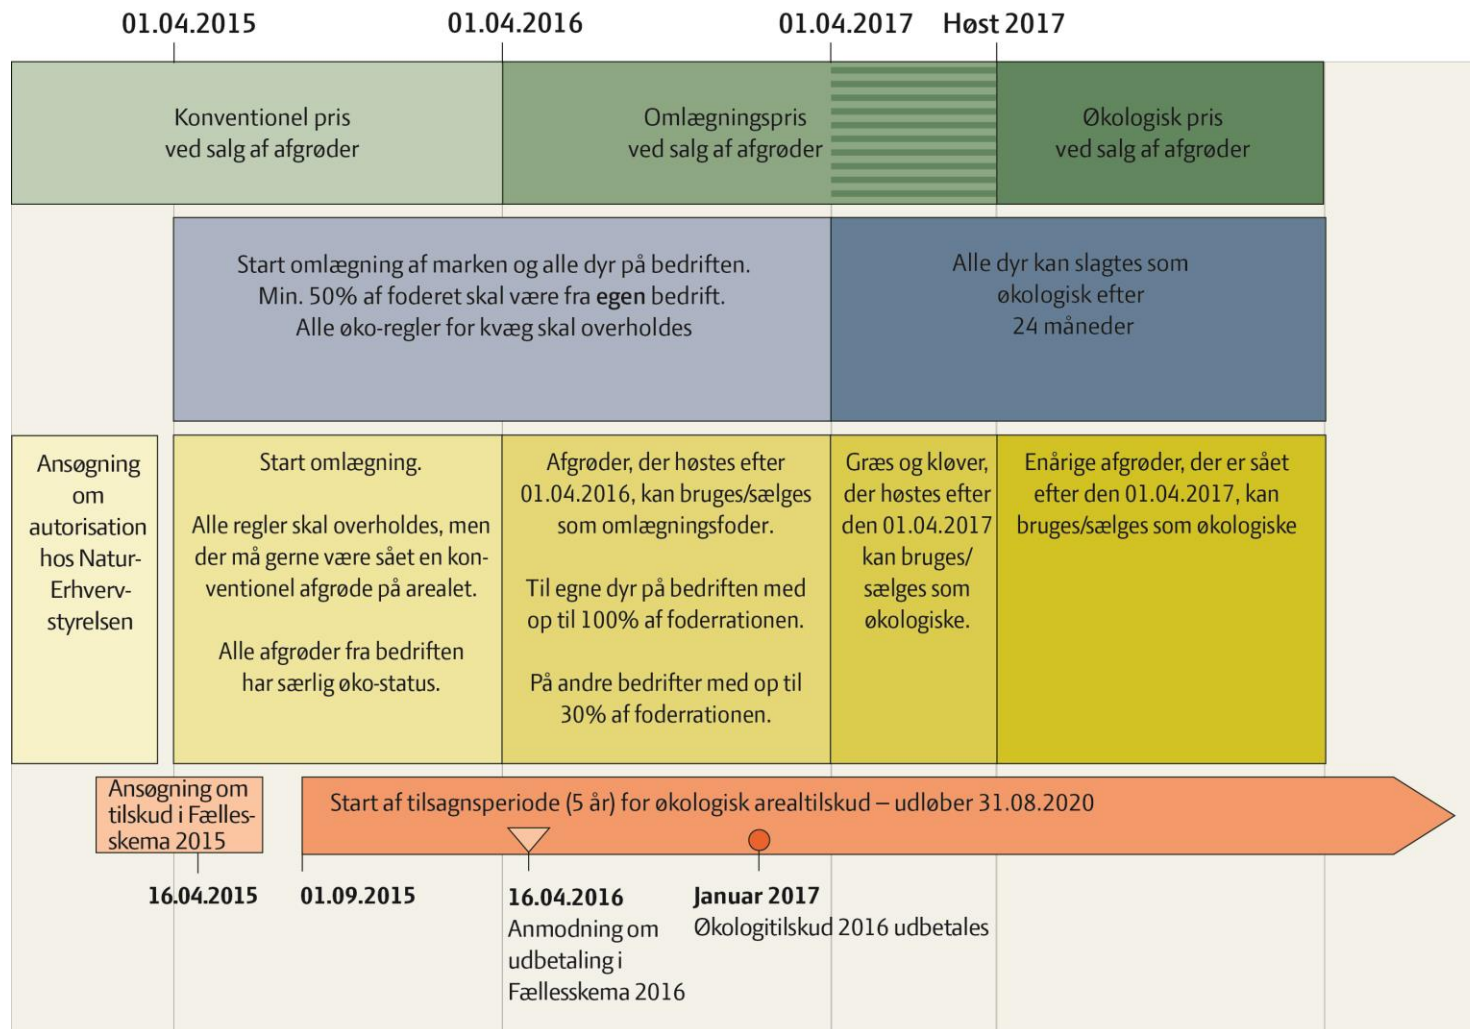 01.04.2015
01.04.2016
01.04.2017
Høst 2017
Konventionel pris
ved salg af afgrøder
Omlægningspris
ved salg af afgrøder
Økologisk pris
ved salg af afgrøder
Start omlægning af marken og alle dyr på bedriften.
Min. 50% af foderet skal være fra egen bedrift.
Alle øko-regler for kvæg skal overholdes
Alle dyr kan slagtes som
økologisk efter
24 måneder
Ansøgning
om
autorisation
hos Natur-
Erhverv-
styrelsen
Start omlægning.
Alle regler skal overholdes, men
der må gerne være sået en kon-
ventionel afgrøde på arealet.
Alle afgrøder fra bedriften
har særlig øko-status.
Afgrøder, der høstes efter
01.04.2016, kan bruges/sælges
som omlægningsfoder.
Til egne dyr på bedriften med
op til 100% af foderrationen.
På andre bedrifter med op til
30% af foderrationen.
Græs og kløver,
der høstes efter
den 01.04.2017
kan bruges/
sælges som
økologiske.
Enårige afgrøder, der er sået
efter den 01.04.2017, kan
bruges/sælges som økologiske
Ansøgning om
tilskud i Fælles-
skema 2015
Start af tilsagnsperiode (5 år) for økologisk arealtilskud – udløber 31.08.2020
16.04.2015
01.09.2015
16.04.2016
Anmodning om
udbetaling i
Fællesskema 2016
Januar 2017
Økologitilskud 2016 udbetales